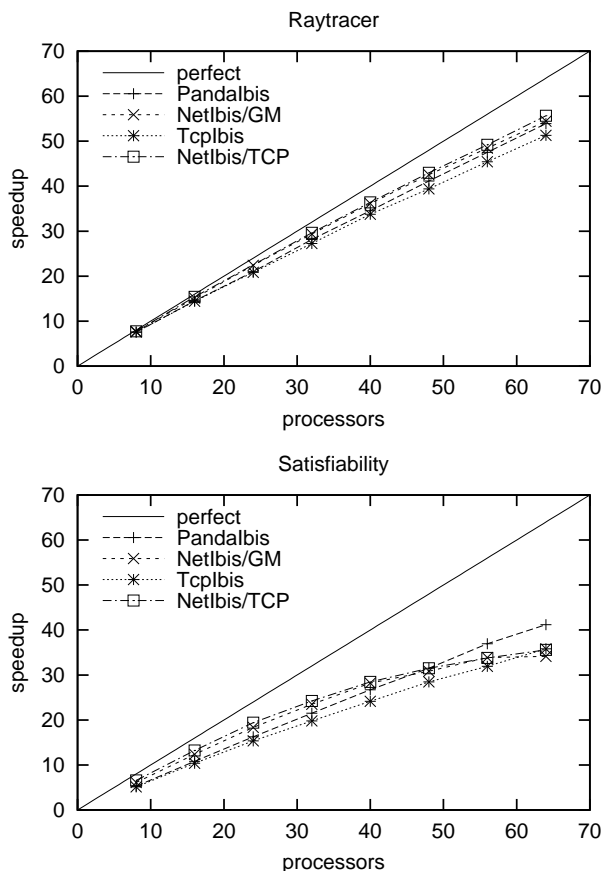 Raytracer
70
60
50
40
30
20
10
0
speedup
perfect
PandaIbis
NetIbis/GM
TcpIbis
NetIbis/TCP
0 10 20 30 40 50 60 70
processors
Satisfiability
70
60
50
40
30
20
10
0
speedup
perfect
PandaIbis
NetIbis/GM
TcpIbis
NetIbis/TCP
0 10 20 30 40 50 60 70
processors